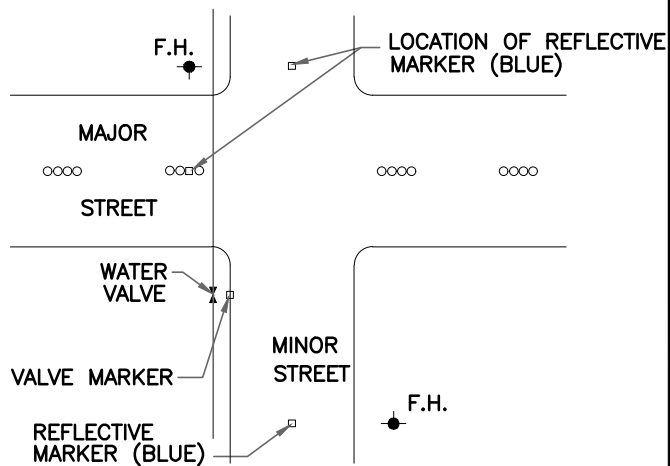 F.H.
LOCATION OF REFLECTIVE
MARKER (BLUE)
MAJOR
STREET
WATER
VALVE
MINOR
STREET
VALVE MARKER
F.H.
REFLECTIVE
MARKER (BLUE)